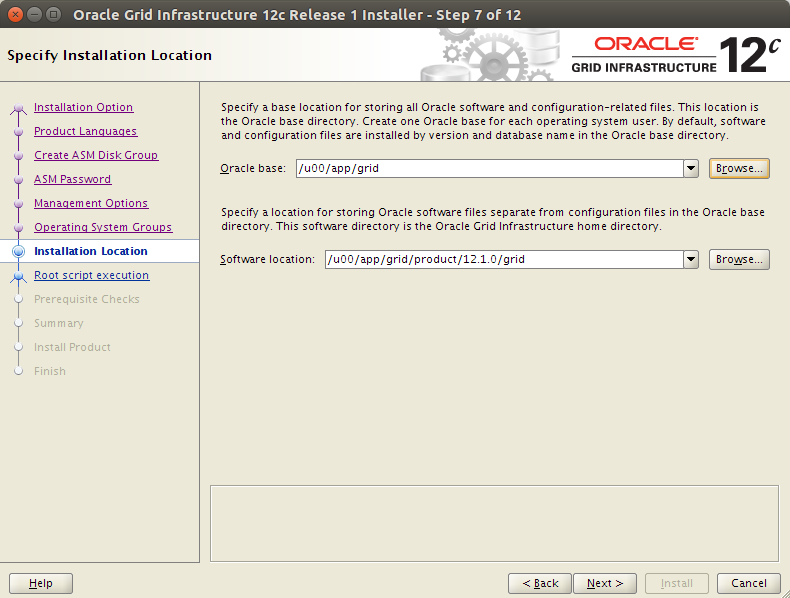 Oracle Grid Infrastructure 12c Release 1 Installer - Step 7 of 12
Specify Installation Location
ORACLE
GRID INFRASTRUCTURE
12c
Installation Option
Product Languages
Create ASM Disk Group
ASM Password
Management Options
Operating System Groups
Installation Location
Root script execution
Prerequisite Checks
Summary
Install Product
Finish
Specify a base location for storing all Oracle software and configuration-related files. This location is
the Oracle base directory. Create one Oracle base for each operating system user. By default, software
and configuration files are installed by version and database name in the Oracle base directory.
Oracle base: /u00/app/grid Browse...
Specify a location for storing Oracle software files separate from configuration files in the Oracle base
directory. This software directory is the Oracle Grid Infrastructure home directory.
Software location: /u00/app/grid/product/12.1.0/grid Browse...
Help < Back Next > Install Cancel